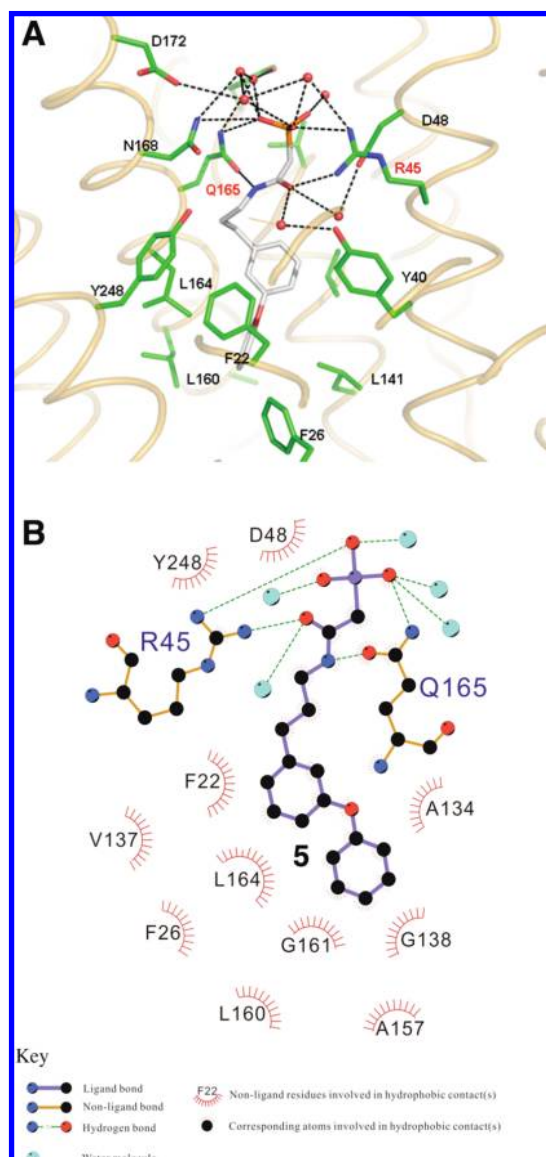 A
D172
N168
Q165
D48
R45
Y248
L164
Y40
F22
L160
L141
F26
B
D48
Y248
R45
Q165
F22
A134
V137
5
L164
F26
G161
G138
L160
A157
Key
Ligand bond
Non-ligand bond
Hydrogen bond
F22 Non-ligand residues involved in hydrophobic contact(s)
Corresponding atoms involved in hydrophobic contact(s)